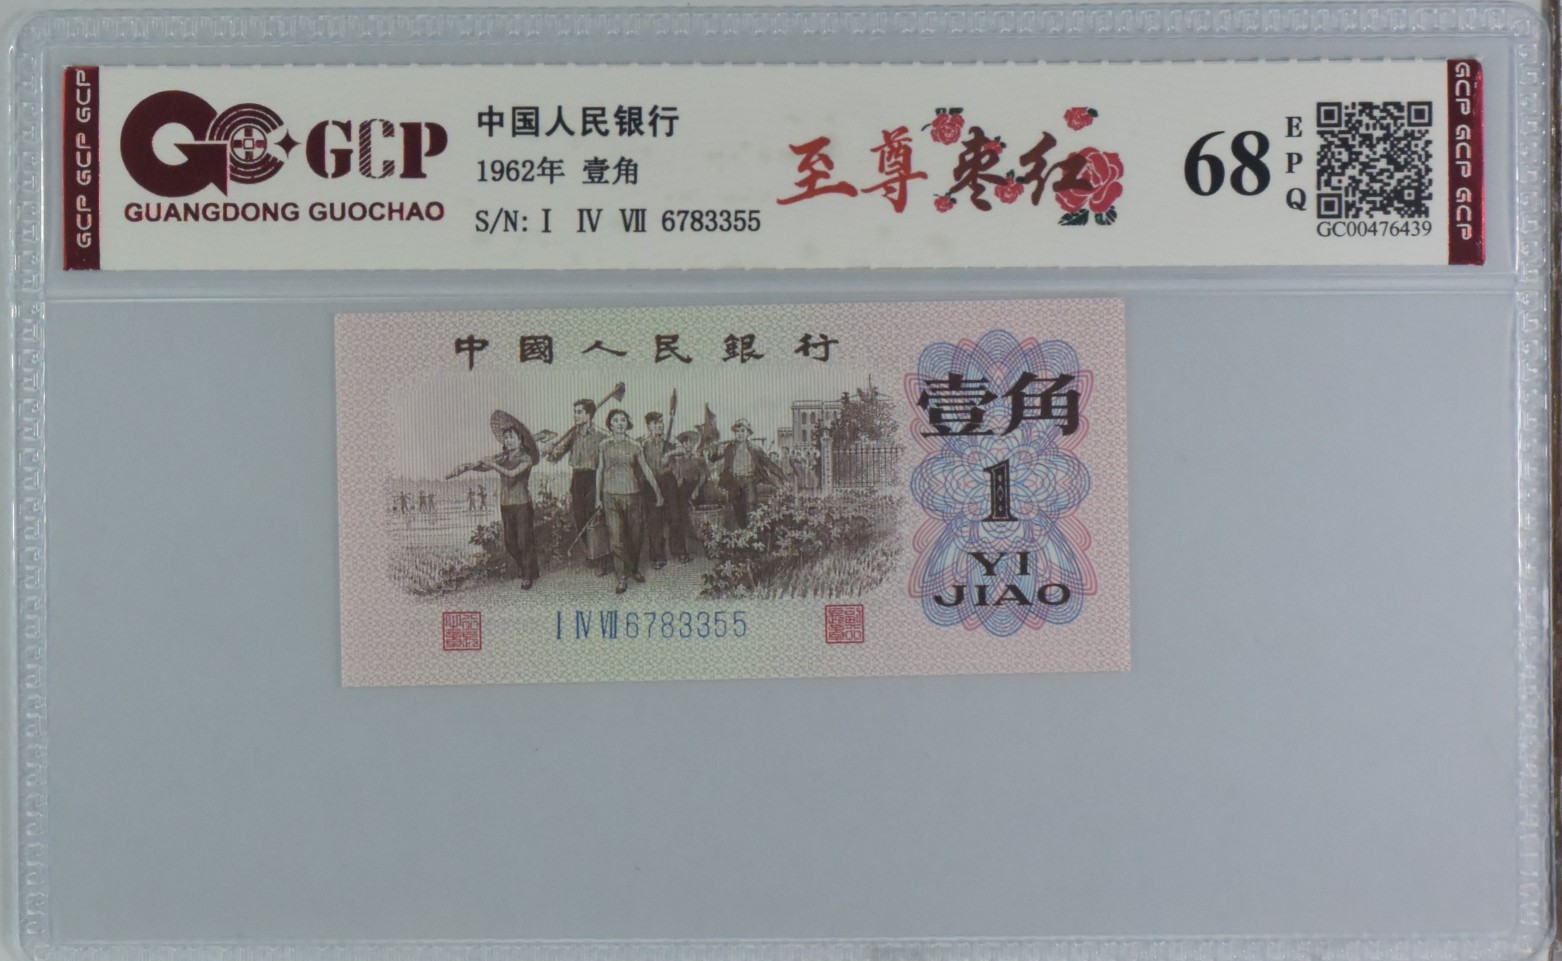 GCP GCP GCP
GCP
GUANGDONG GUOCHAO
中国人民银行
1962年 壹角
S/N: Ⅰ Ⅳ Ⅶ 6783355
至尊枣红
68
EPQ
GC00476439
GCP GCP GCP
中國人民銀行
壹角
1
YI
JIAO
Ⅰ Ⅳ Ⅶ 6783355